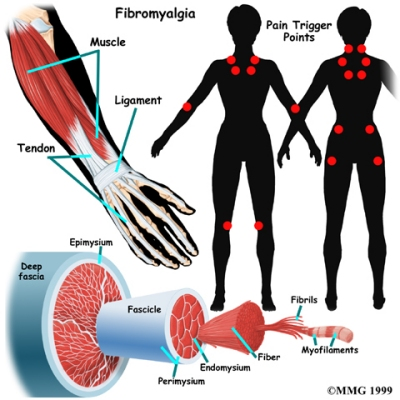 Fibromyalgia
Muscle
Pain Trigger
Points
Ligament
Tendon
Epimysium
Deep
fascia
Fascicle
Fibrils
Endomysium
Fiber
Myofilaments
Perimysium
©MMG 1999